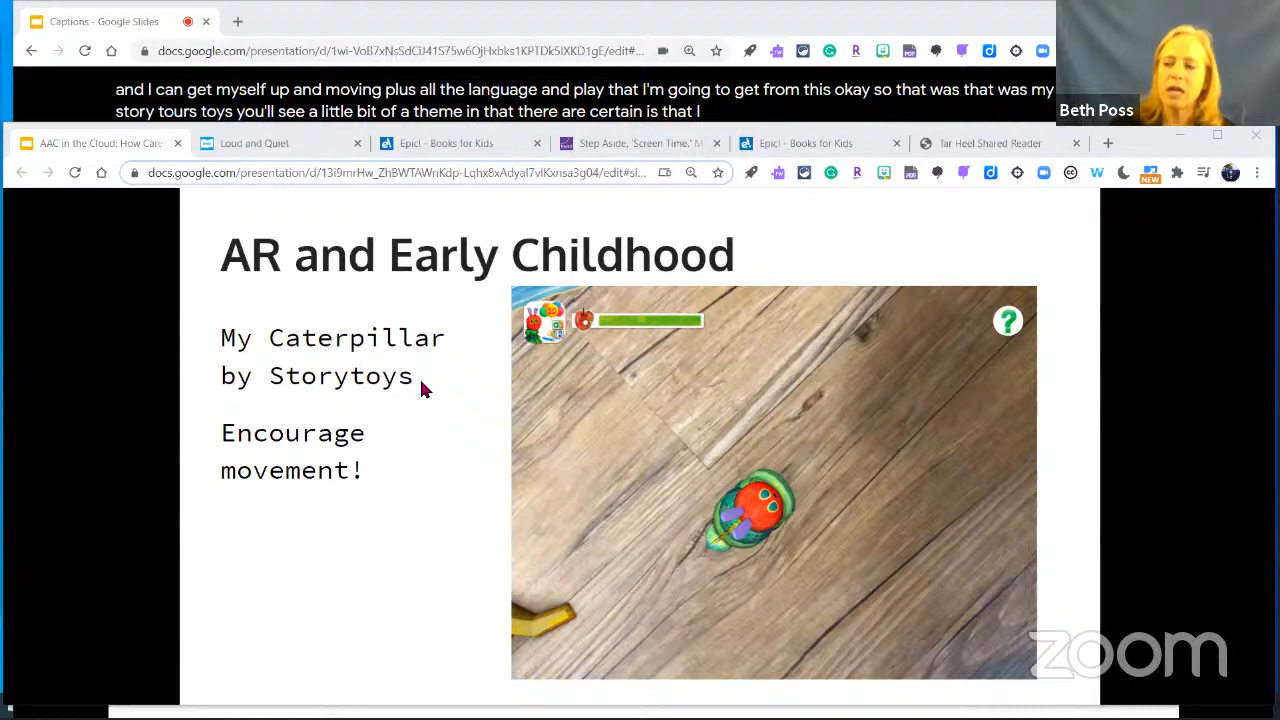 Captions - Google Slides
docs.google.com/presentation/d/1wi-VoB7xNsSdCiJ41S75w6OjHxbks1KPTDk5IXKD1gE/edit#
and I can get myself up and moving plus all the language and play that I'm going to get from this okay so that was that was my
story tours toys you'll see a little bit of a theme in that there are certain is that I
Beth Poss
AAC in the Cloud: How Care
Loud and Quiet
Epic! - Books for Kids
Step Aside, 'Screen Time.' M
Epic! - Books for Kids
Tar Heel Shared Reader
docs.google.com/presentation/d/13i9mrHw_ZhBWTAWnKdp-Lqhx8xAdyaI7vIKxnsa3g04/edit#sl...
NEW
AR and Early Childhood
My Caterpillar
by Storytoys
Encourage
movement!
50
?
zoom